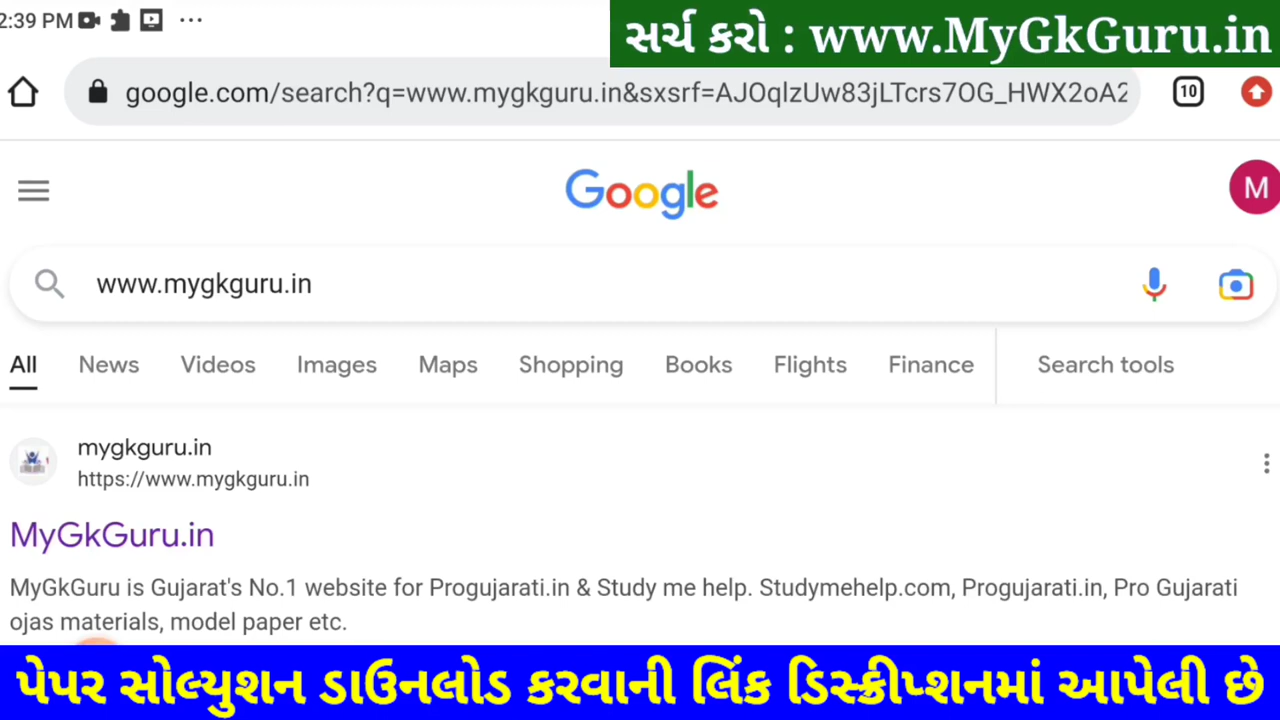 2:39 PM
સર્ચ કરો : www.MyGkGuru.in
google.com/search?q=www.mygkguru.in&sxsrf=AJOqlzUw83jLTcrs7OG_HWX2oA2
10
Google
M
www.mygkguru.in
All News Videos Images Maps Shopping Books Flights Finance Search tools
mygkguru.in
https://www.mygkguru.in
MyGkGuru.in
MyGkGuru is Gujarat's No.1 website for Progujarati.in & Study me help. Studymehelp.com, Progujarati.in, Pro Gujarati
ojas materials, model paper etc.
પેપર સોલ્યુશન ડાઉનલોડ કરવાની લિંક ડિસ્ક્રીપ્શનમાં આપેલી છે